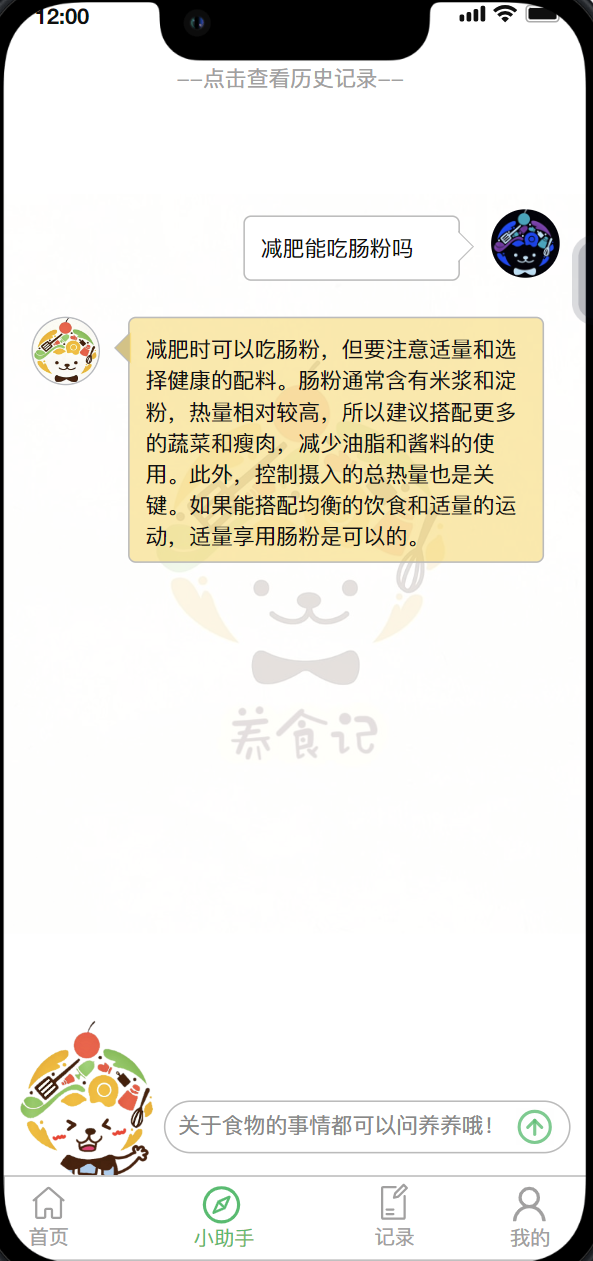 12:00
--点击查看历史记录--
减肥能吃肠粉吗
减肥时可以吃肠粉，但要注意适量和选
择健康的配料。肠粉通常含有米浆和淀
粉，热量相对较高，所以建议搭配更多
的蔬菜和瘦肉，减少油脂和酱料的使
用。此外，控制摄入的总热量也是关
键。如果能搭配均衡的饮食和适量的运
动，适量享用肠粉是可以的。
养食记
关于食物的事情都可以问养养哦！
首页 小助手 记录 我的